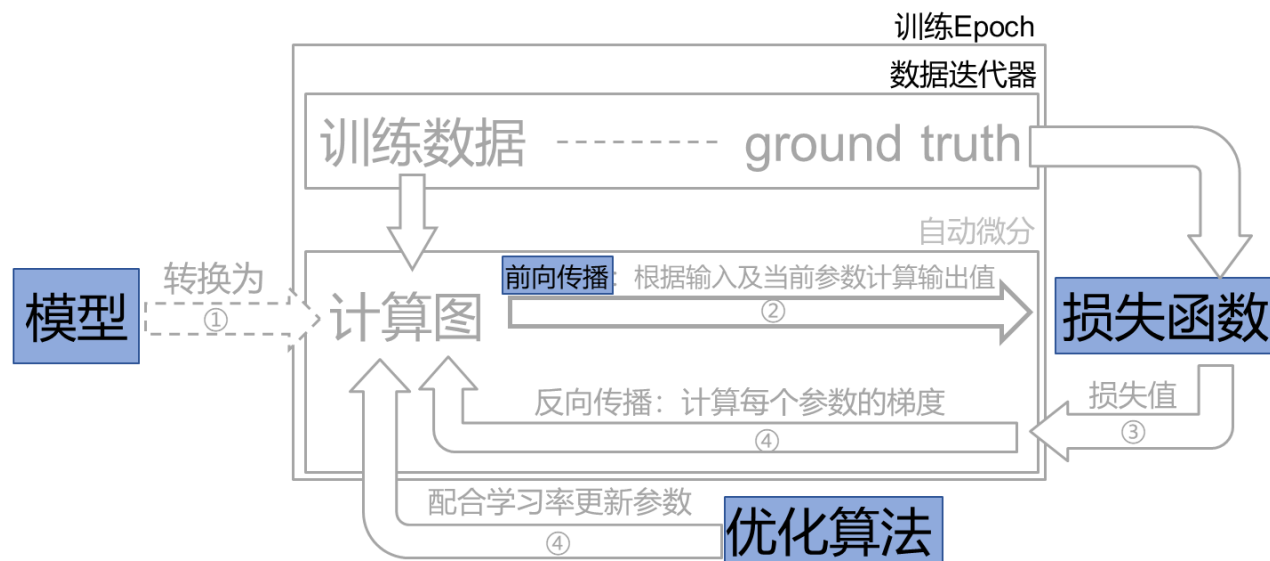 训练Epoch
数据迭代器
训练数据 -------- ground truth
自动微分
转换为
①
模型
计算图
前向传播：根据输入及当前参数计算输出值
②
损失函数
反向传播：计算每个参数的梯度
④
损失值
③
配合学习率更新参数
④
优化算法